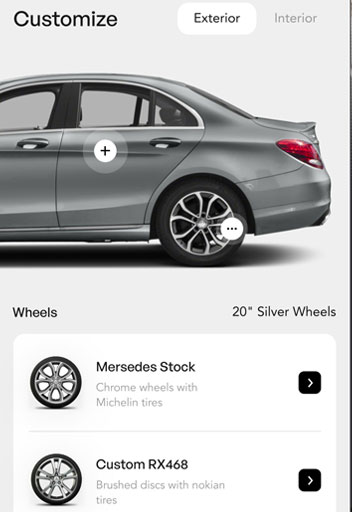 Customize
Exterior
Interior
Wheels
20" Silver Wheels
Mersedes Stock
Chrome wheels with
Michelin tires
Custom RX468
Brushed discs with nokian
tires